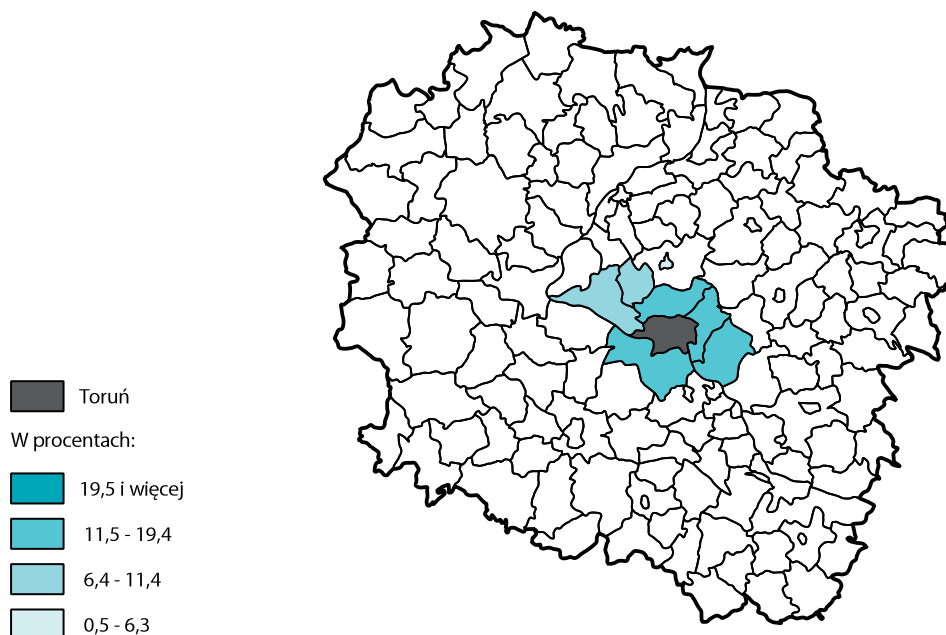 Toruń
W procentach:
19,5 i więcej
11,5 - 19,4
6,4 - 11,4
0,5 - 6,3